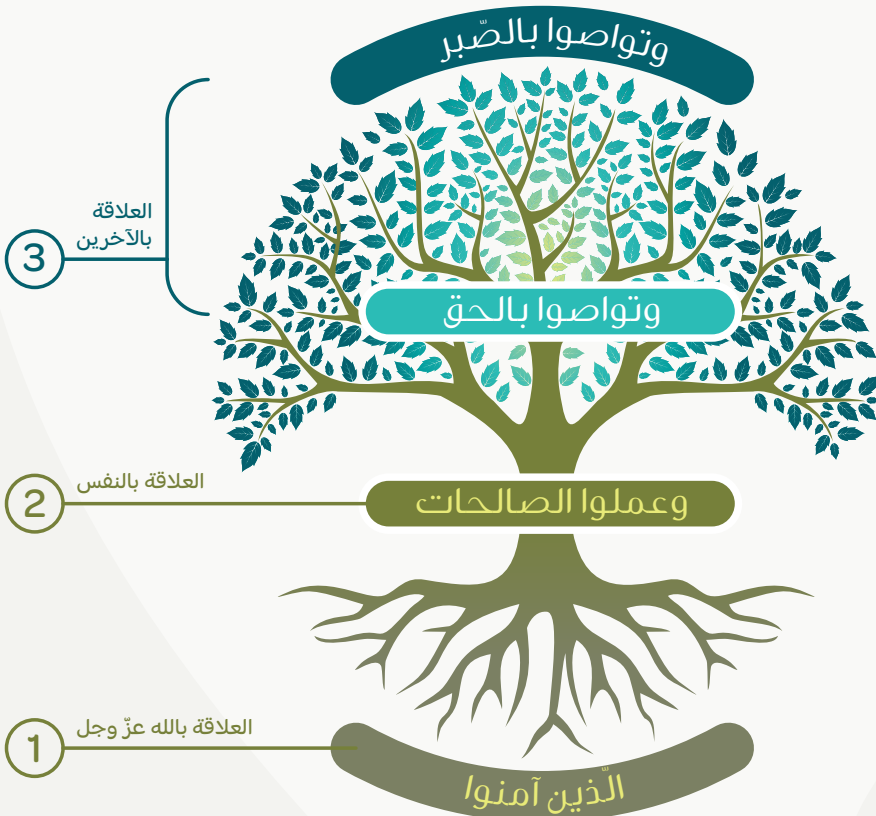 وتواصوا بالصّبر
العلاقة
بالآخرين
3
وتواصوا بالحق
العلاقة بالنفس
2
وعملوا الصالحات
العلاقة بالله عزّ وجل
1
الّذين آمنوا